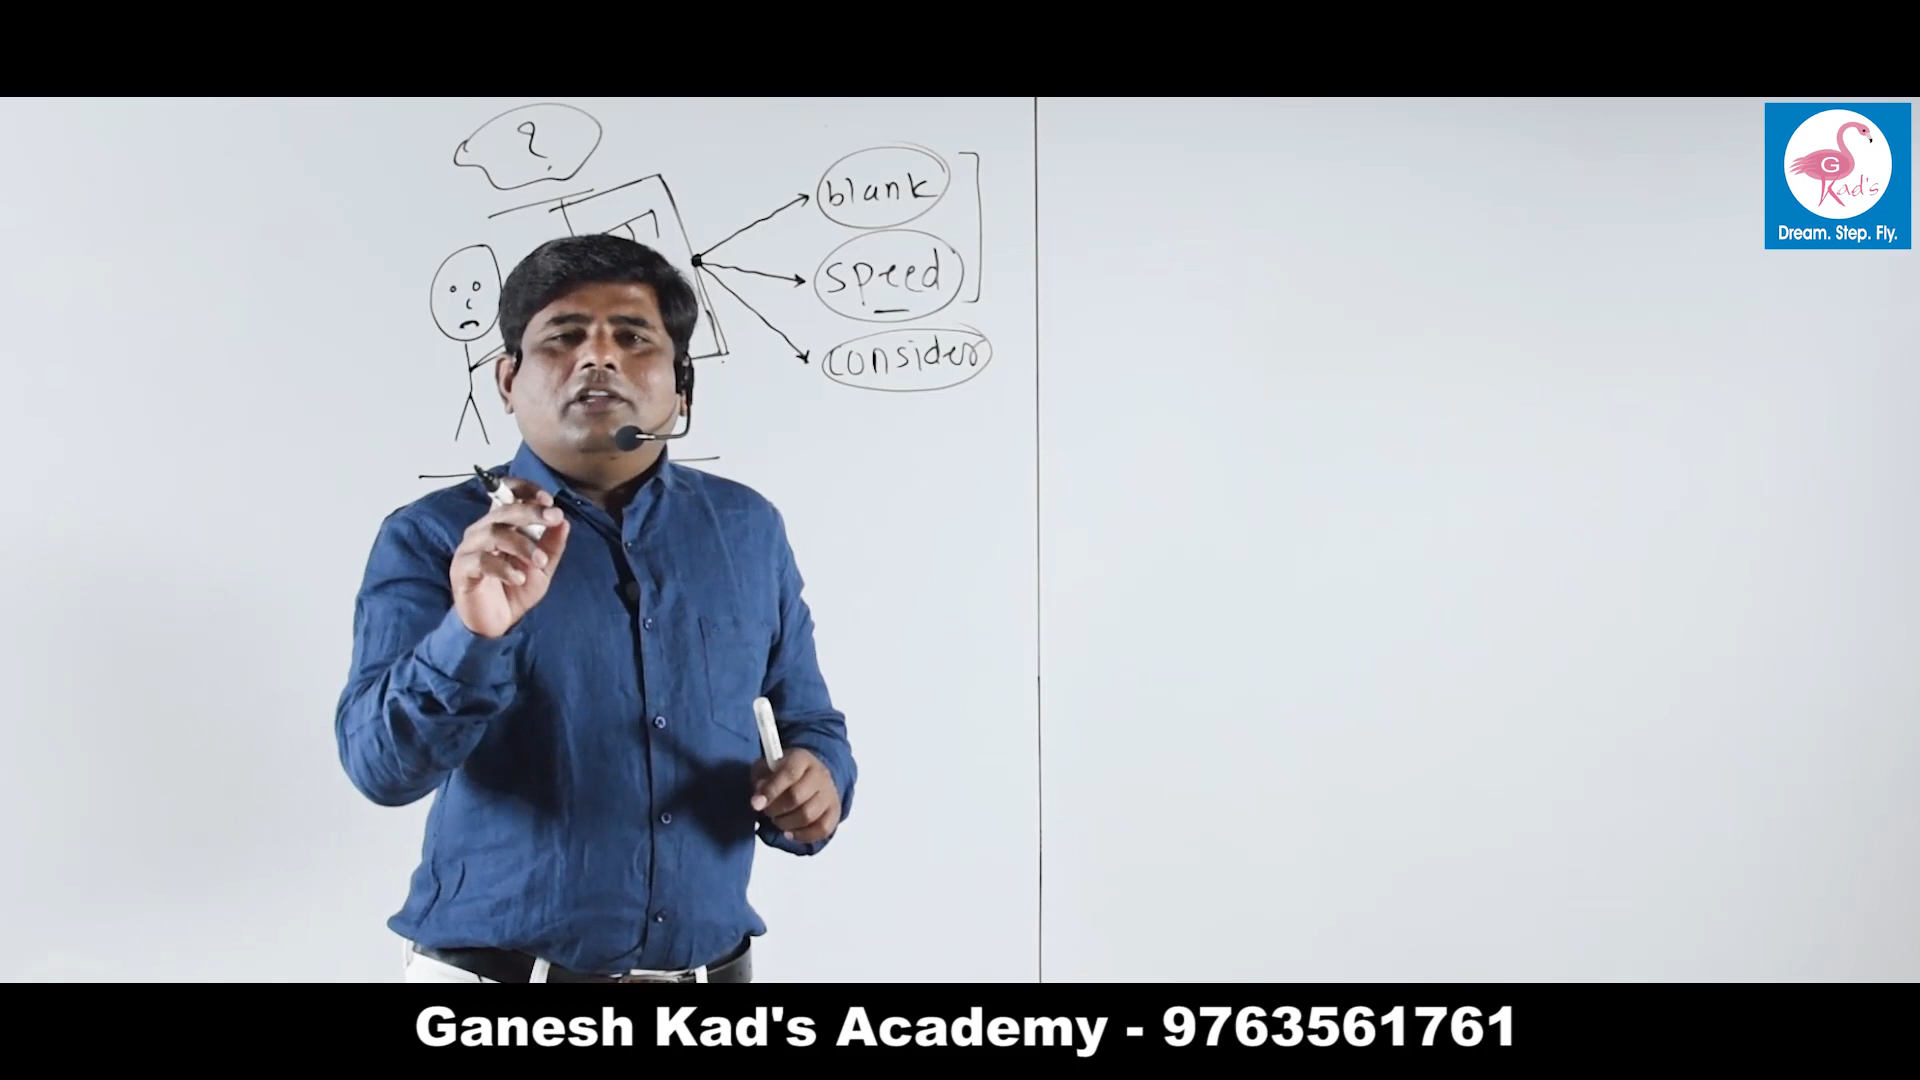 ?
blank
speed
consider
G
Kad's
Dream. Step. Fly.
Ganesh Kad's Academy - 9763561761